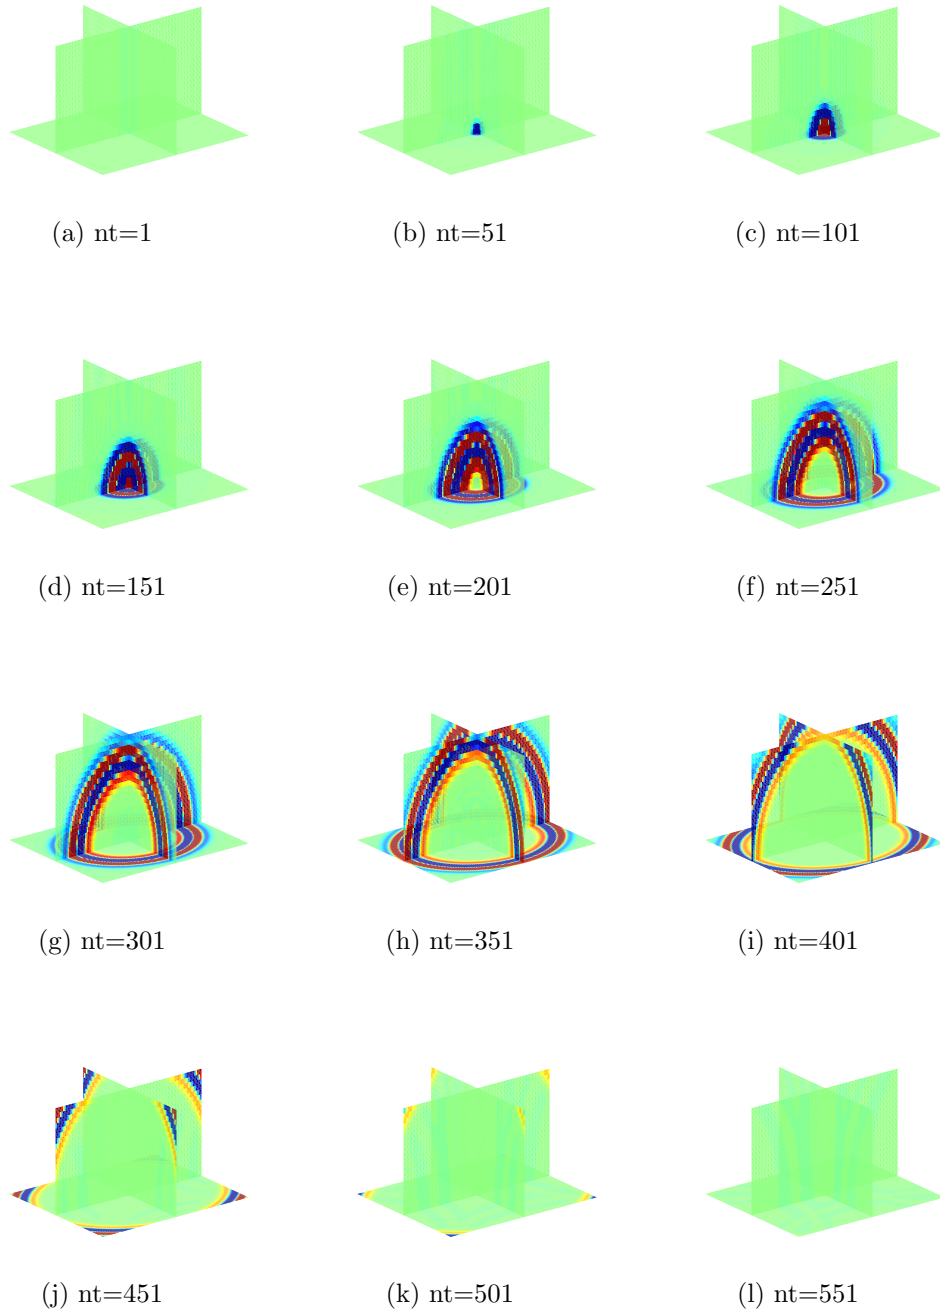 (a) nt=1
(b) nt=51
(c) nt=101
(d) nt=151
(e) nt=201
(f) nt=251
(g) nt=301
(h) nt=351
(i) nt=401
(j) nt=451
(k) nt=501
(l) nt=551